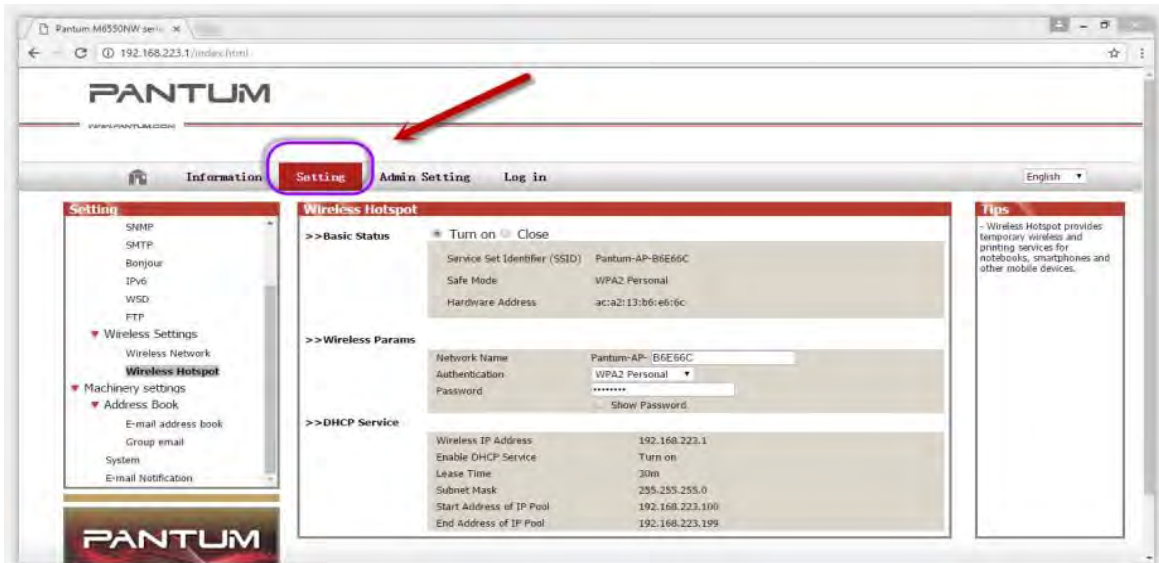 Pantum M6550NW serie
192.168.223.1/index.html
PANTUM
WWW.PANTUM.COM
Information Setting Admin Setting Log in English
Setting
SNMP
SMTP
Bonjour
IPv6
WSD
FTP
Wireless Settings
Wireless Network
Wireless Hotspot
Machinery settings
Address Book
E-mail address book
Group email
System
E-mail Notification
PANTUM
Wireless Hotspot
>>Basic Status Turn on Close
Service Set Identifier (SSID) Pantum-AP-B6E66C
Safe Mode WPA2 Personal
Hardware Address ac:a2:13:b6:e6:6c
>>Wireless Params
Network Name Pantum-AP- B6E66C
Authentication WPA2 Personal
Password ••••••••
Show Password
>>DHCP Service
Wireless IP Address 192.168.223.1
Enable DHCP Service Turn on
Lease Time 30m
Subnet Mask 255.255.255.0
Start Address of IP Pool 192.168.223.100
End Address of IP Pool 192.168.223.199
Tips
- Wireless Hotspot provides
temporary wireless and
printing services for
notebooks, smartphones and
other mobile devices.